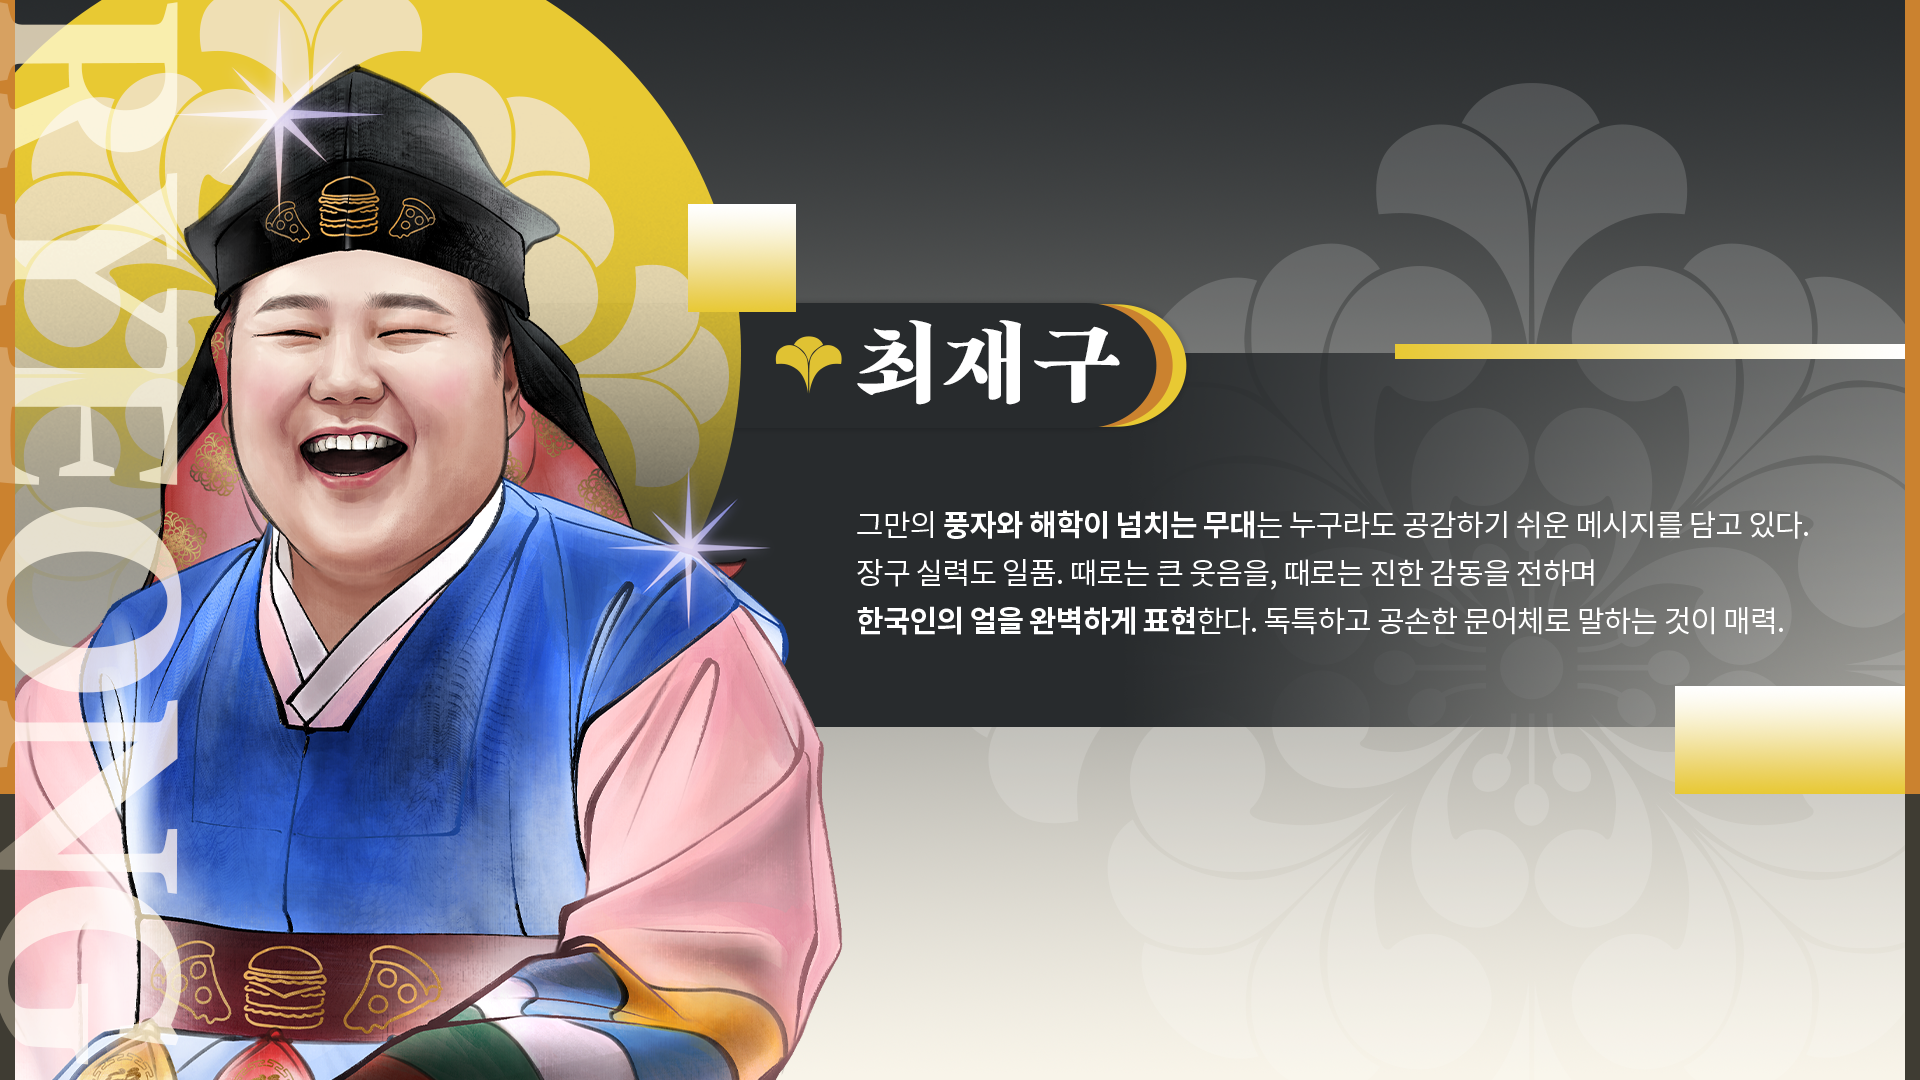 RYEONG
최재구
그만의 풍자와 해학이 넘치는 무대는 누구라도 공감하기 쉬운 메시지를 담고 있다.
장구 실력도 일품. 때로는 큰 웃음을, 때로는 진한 감동을 전하며
한국인의 얼을 완벽하게 표현한다. 독특하고 공손한 문어체로 말하는 것이 매력.